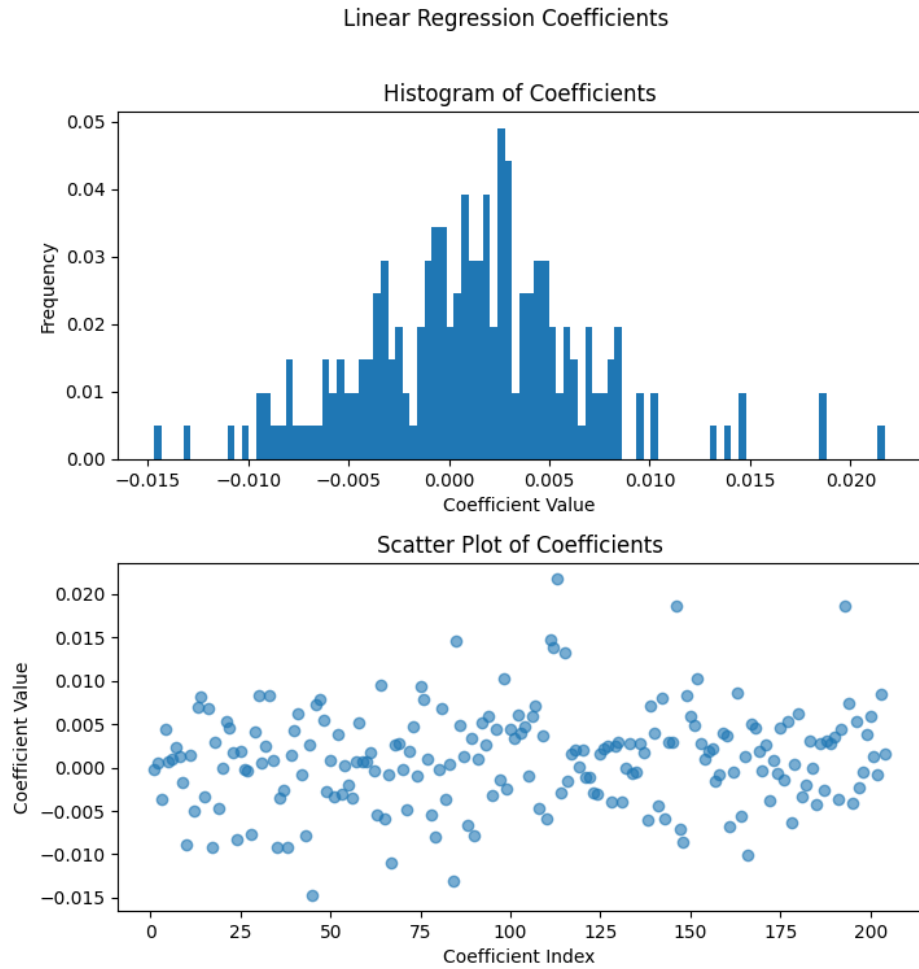 Linear Regression Coefficients
Histogram of Coefficients
0.05
0.04
0.03
0.02
0.01
0.00
Frequency
−0.015 −0.010 −0.005 0.000 0.005 0.010 0.015 0.020
Coefficient Value
Scatter Plot of Coefficients
0.020
0.015
0.010
0.005
0.000
−0.005
−0.010
−0.015
Coefficient Value
0 25 50 75 100 125 150 175 200
Coefficient Index